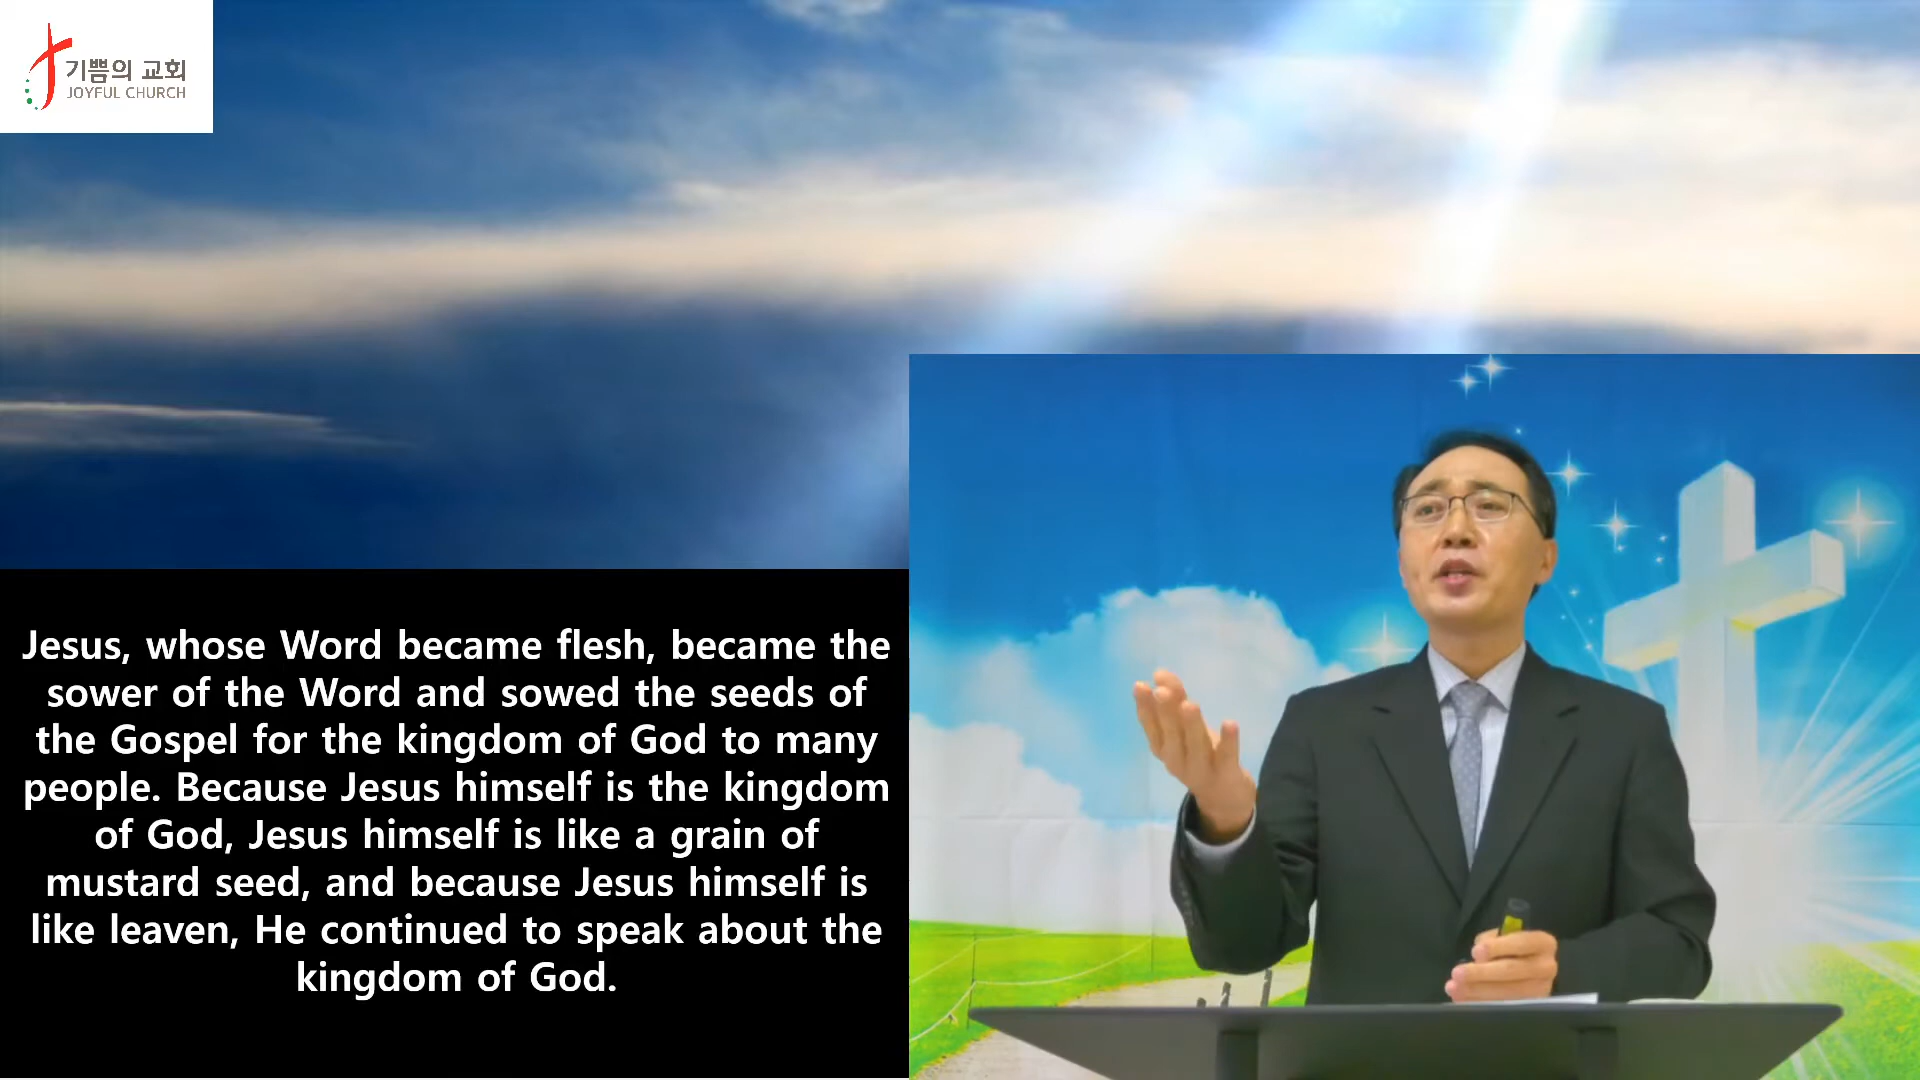 기쁨의 교회
JOYFUL CHURCH
Jesus, whose Word became flesh, became the
sower of the Word and sowed the seeds of
the Gospel for the kingdom of God to many
people. Because Jesus himself is the kingdom
of God, Jesus himself is like a grain of
mustard seed, and because Jesus himself is
like leaven, He continued to speak about the
kingdom of God.